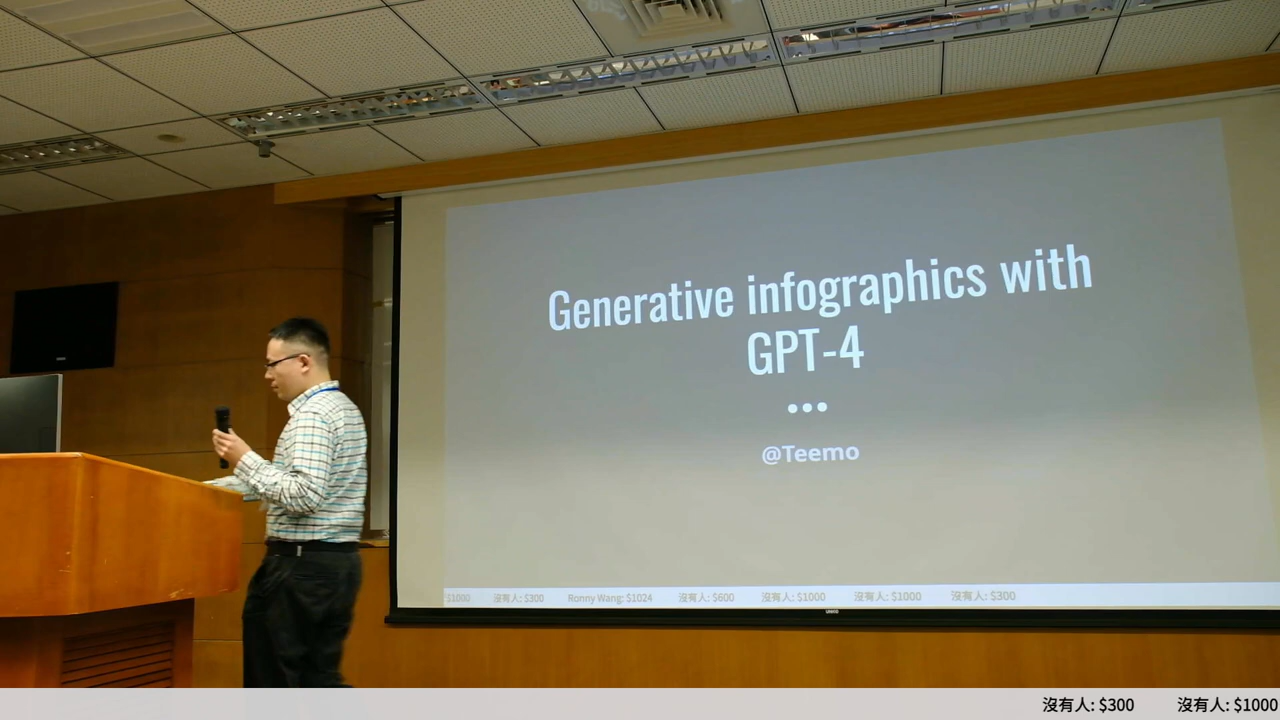 Generative infographics with
GPT-4
@Teemo
$1000 沒有人: $300 Ronny Wang: $1024 沒有人: $600 沒有人: $1000 沒有人: $1000 沒有人: $300
沒有人: $300 沒有人: $1000